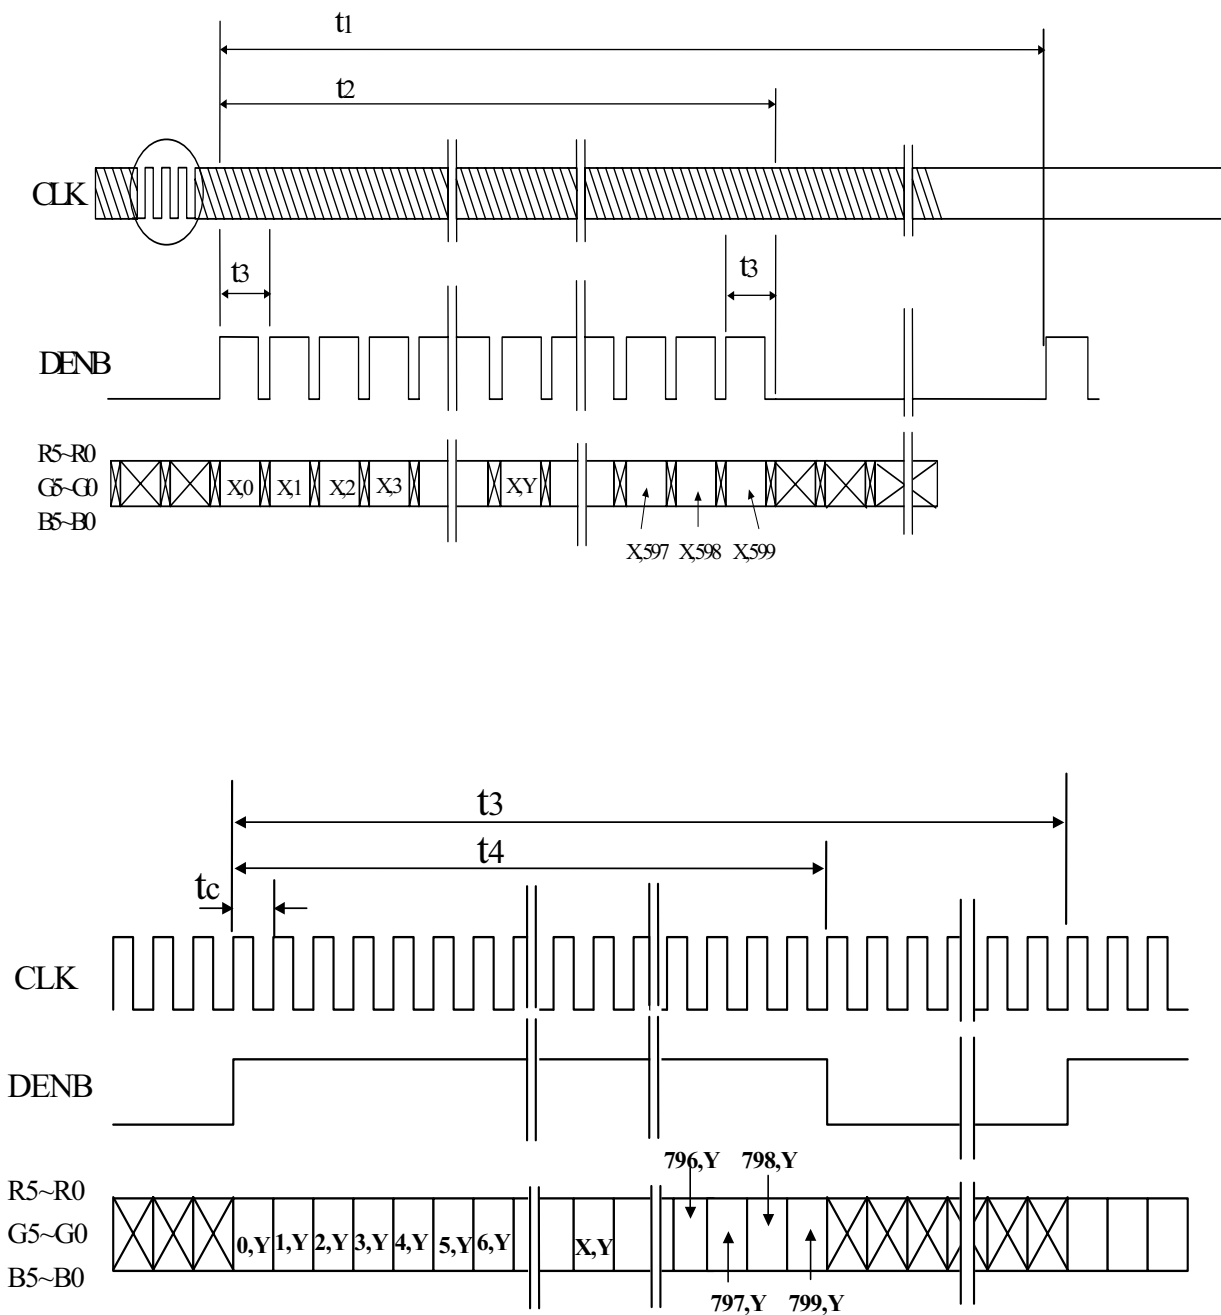 t1
t2
CLK
t3
t3
DENB
R5~R0
G5~G0
B5~B0
X,0
X,1
X,2
X,3
X,Y
X,597
X,598
X,599
t3
t4
tc
CLK
DENB
796,Y
798,Y
R5~R0
G5~G0
B5~B0
0,Y
1,Y
2,Y
3,Y
4,Y
5,Y
6,Y
X,Y
797,Y
799,Y